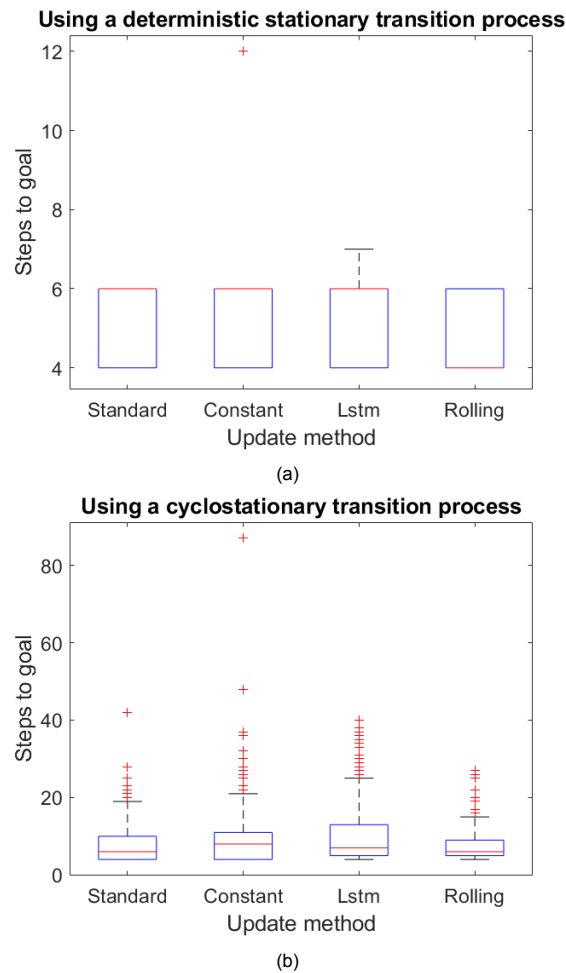 Using a deterministic stationary transition process
12
10
8
6
4
Steps to goal
Standard Constant Lstm Rolling
Update method
(a)
Using a cyclostationary transition process
80
60
40
20
0
Steps to goal
Standard Constant Lstm Rolling
Update method
(b)